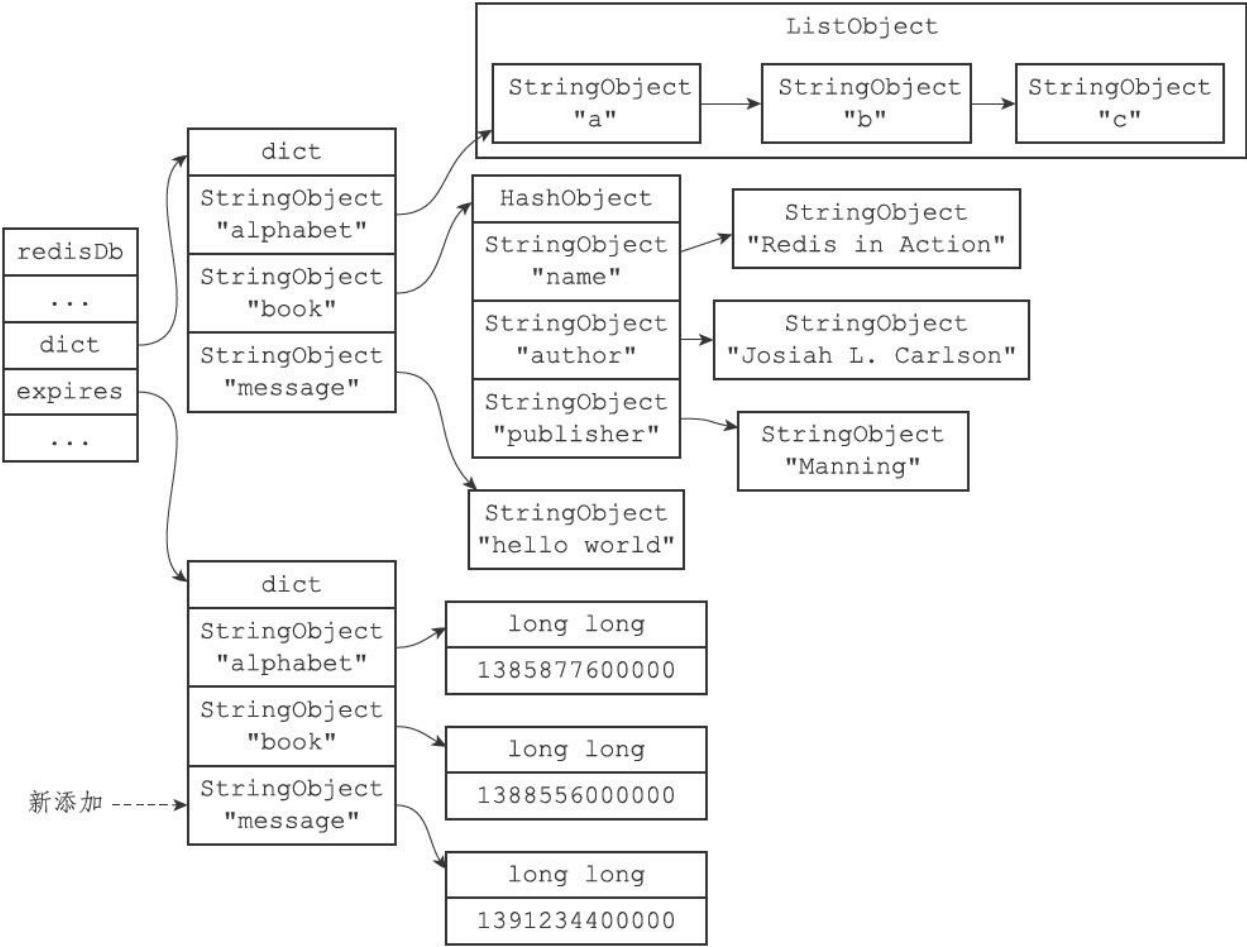 ListObject
StringObject
"a"
StringObject
"b"
StringObject
"c"
redisDb
...
dict
expires
...
dict
StringObject
"alphabet"
StringObject
"book"
StringObject
"message"
HashObject
StringObject
"name"
StringObject
"author"
StringObject
"publisher"
StringObject
"Redis in Action"
StringObject
"Josiah L. Carlson"
StringObject
"Manning"
StringObject
"hello world"
dict
StringObject
"alphabet"
StringObject
"book"
新添加
StringObject
"message"
long long
1385877600000
long long
1388556000000
long long
1391234400000